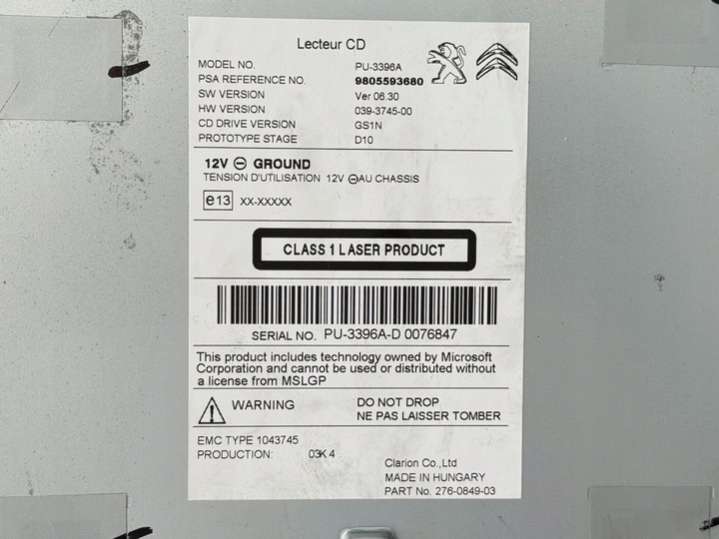 Lecteur CD
MODEL NO. PU-3396A
PSA REFERENCE NO. 9805593680
SW VERSION Ver 06.30
HW VERSION 039-3745-00
CD DRIVE VERSION GS1N
PROTOTYPE STAGE D10
12V ⊖ GROUND
TENSION D'UTILISATION 12V ⊖AU CHASSIS
e13 XX-XXXXX
CLASS 1 LASER PRODUCT
SERIAL NO. PU-3396A-D 0076847
This product includes technology owned by Microsoft
Corporation and cannot be used or distributed without
a license from MSLGP
WARNING DO NOT DROP
NE PAS LAISSER TOMBER
EMC TYPE 1043745
PRODUCTION: 03K4
Clarion Co.,Ltd
MADE IN HUNGARY
PART No. 276-0849-03